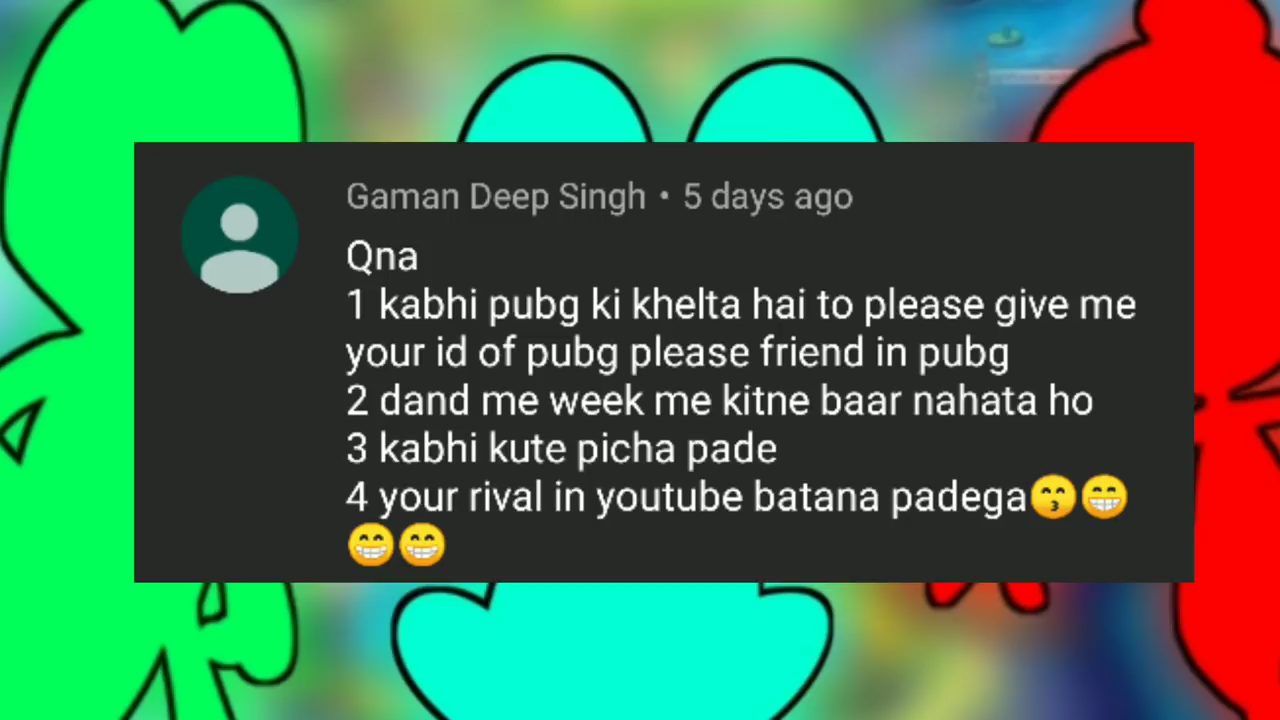 Gaman Deep Singh • 5 days ago
Qna
1 kabhi pubg ki khelta hai to please give me
your id of pubg please friend in pubg
2 dand me week me kitne baar nahata ho
3 kabhi kute picha pade
4 your rival in youtube batana padega😙😁
😁😁